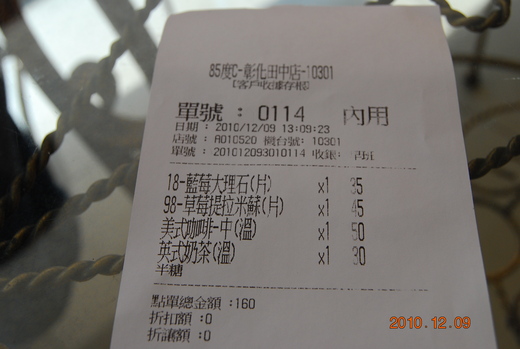 85度C-彰化田中店-10301
[客戶收據存根]
單號 : 0114 內用
日期 : 2010/12/09 13:09:23
店號 : A010520 機台號: 10301
單號 : 201012093010114 收銀:
18-藍莓大理石(片) x1 35
98-草莓提拉米蘇(片) x1 45
美式咖啡-中(溫) x1 50
英式奶茶(溫) x1 30
半糖
點單總金額 :160
折扣額 :0
折讓額 :0
2010.12.09